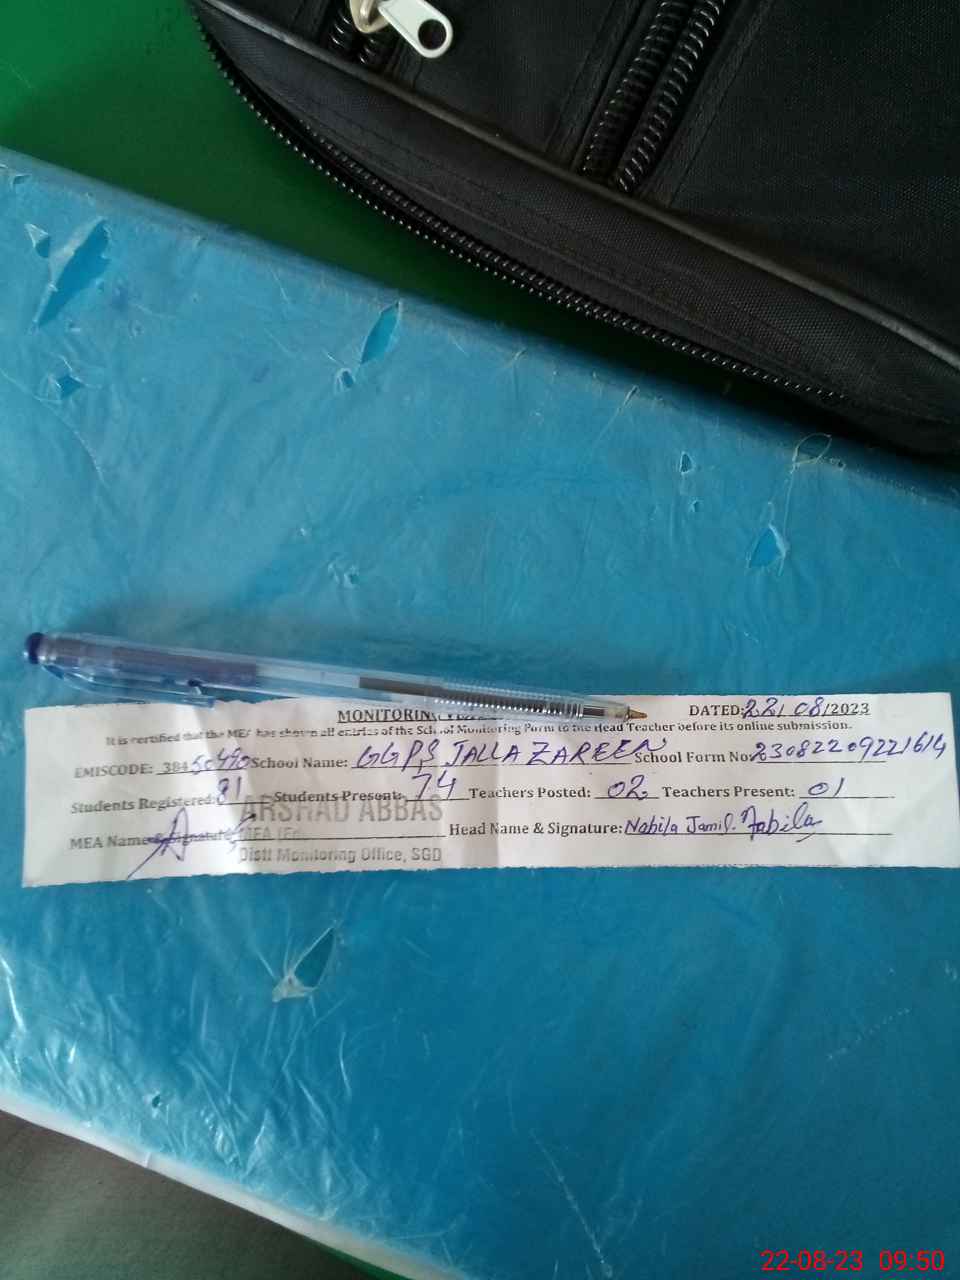 MONITORING DATED: 22/08/2023
It is certified that the MEA has shown all entries of the School Monitoring Form to the Head Teacher before its online submission.
EMISCODE: 38450490 School Name: GGPS JALLA ZAREEN School Form No. 23082209221614
Students Registered: 81 Students Present: 74 Teachers Posted: 02 Teachers Present: 01
MEA Name & Signature: Head Name & Signature: Nabila Jamil. Nabila
ARSHAD ABBAS
MEA (Ed
Distt Monitoring Office, SGD
22-08-23 09:50